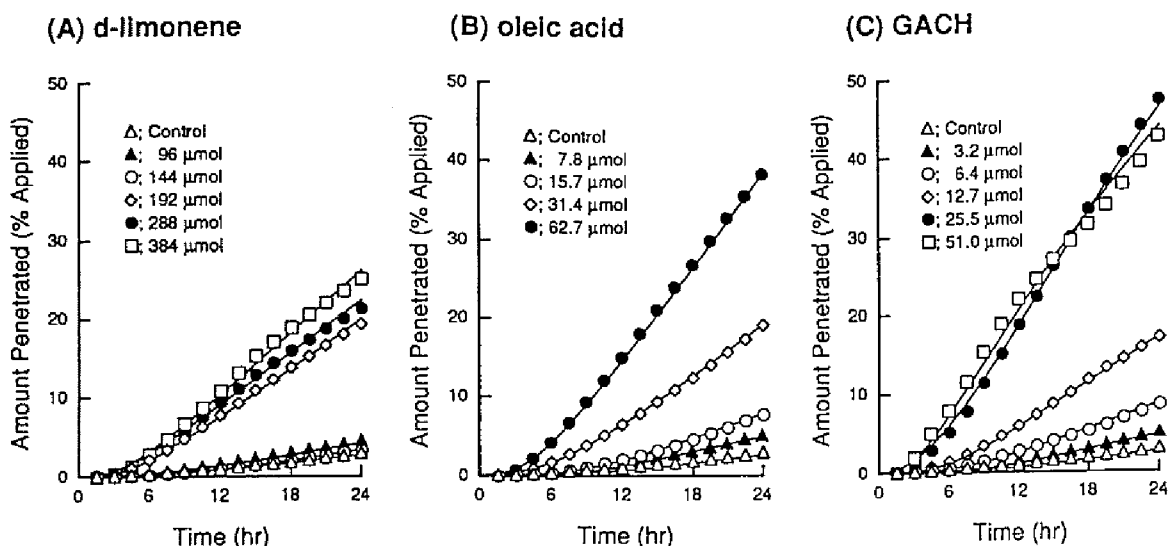 (A) d-limonene
Amount Penetrated (% Applied)
50
40
30
20
10
0
△; Control
▲; 96 μmol
○; 144 μmol
◇; 192 μmol
●; 288 μmol
□; 384 μmol
0 6 12 18 24
Time (hr)
(B) oleic acid
Amount Penetrated (% Applied)
50
40
30
20
10
0
△; Control
▲; 7.8 μmol
○; 15.7 μmol
◇; 31.4 μmol
●; 62.7 μmol
0 6 12 18 24
Time (hr)
(C) GACH
Amount Penetrated (% Applied)
50
40
30
20
10
0
△; Control
▲; 3.2 μmol
○; 6.4 μmol
◇; 12.7 μmol
●; 25.5 μmol
□; 51.0 μmol
0 6 12 18 24
Time (hr)